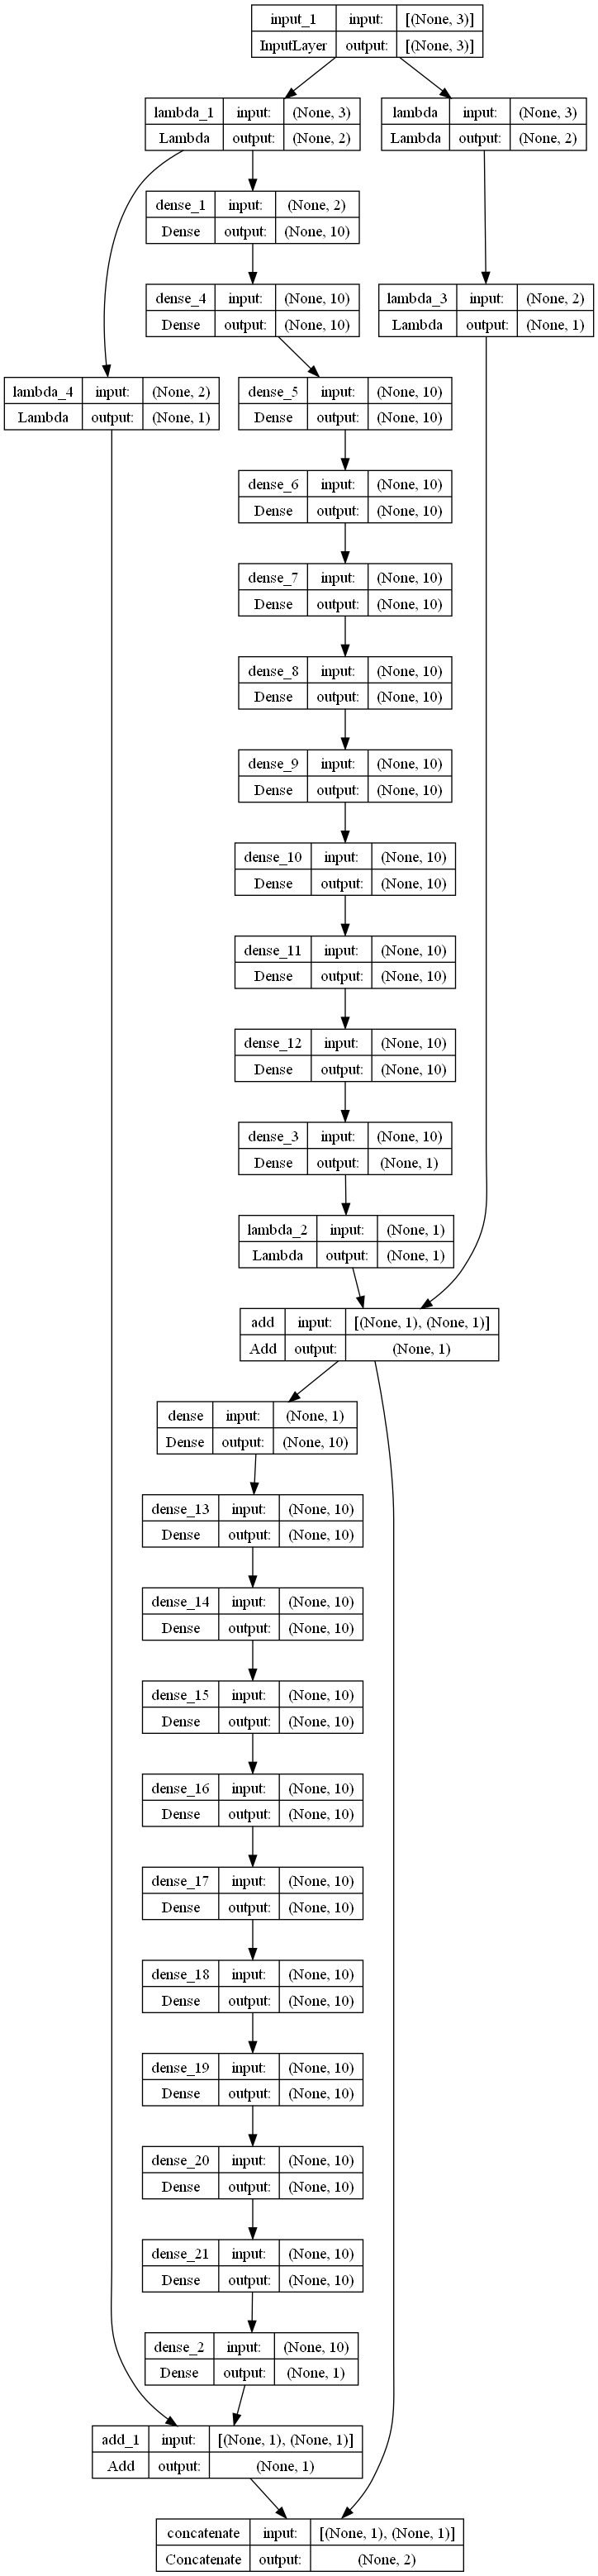 input_1 input: [(None, 3)]
InputLayer output: [(None, 3)]
lambda_1 input: (None, 3)
Lambda output: (None, 2)
lambda input: (None, 3)
Lambda output: (None, 2)
dense_1 input: (None, 2)
Dense output: (None, 10)
dense_4 input: (None, 10)
Dense output: (None, 10)
lambda_3 input: (None, 2)
Lambda output: (None, 1)
lambda_4 input: (None, 2)
Lambda output: (None, 1)
dense_5 input: (None, 10)
Dense output: (None, 10)
dense_6 input: (None, 10)
Dense output: (None, 10)
dense_7 input: (None, 10)
Dense output: (None, 10)
dense_8 input: (None, 10)
Dense output: (None, 10)
dense_9 input: (None, 10)
Dense output: (None, 10)
dense_10 input: (None, 10)
Dense output: (None, 10)
dense_11 input: (None, 10)
Dense output: (None, 10)
dense_12 input: (None, 10)
Dense output: (None, 10)
dense_3 input: (None, 10)
Dense output: (None, 1)
lambda_2 input: (None, 1)
Lambda output: (None, 1)
add input: [(None, 1), (None, 1)]
Add output: (None, 1)
dense input: (None, 1)
Dense output: (None, 10)
dense_13 input: (None, 10)
Dense output: (None, 10)
dense_14 input: (None, 10)
Dense output: (None, 10)
dense_15 input: (None, 10)
Dense output: (None, 10)
dense_16 input: (None, 10)
Dense output: (None, 10)
dense_17 input: (None, 10)
Dense output: (None, 10)
dense_18 input: (None, 10)
Dense output: (None, 10)
dense_19 input: (None, 10)
Dense output: (None, 10)
dense_20 input: (None, 10)
Dense output: (None, 10)
dense_21 input: (None, 10)
Dense output: (None, 10)
dense_2 input: (None, 10)
Dense output: (None, 1)
add_1 input: [(None, 1), (None, 1)]
Add output: (None, 1)
concatenate input: [(None, 1), (None, 1)]
Concatenate output: (None, 2)